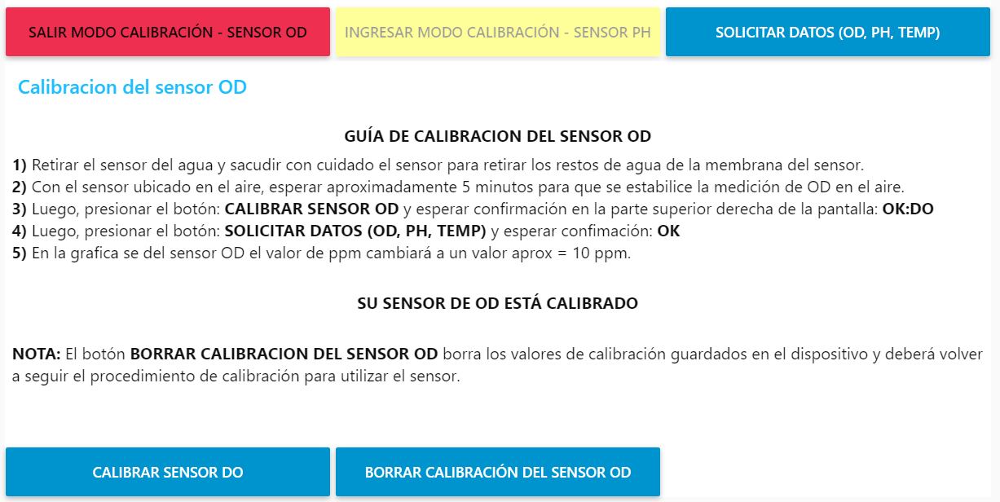 SALIR MODO CALIBRACIÓN - SENSOR OD
INGRESAR MODO CALIBRACIÓN - SENSOR PH
SOLICITAR DATOS (OD, PH, TEMP)
Calibracion del sensor OD
GUÍA DE CALIBRACION DEL SENSOR OD
1) Retirar el sensor del agua y sacudir con cuidado el sensor para retirar los restos de agua de la membrana del sensor.
2) Con el sensor ubicado en el aire, esperar aproximadamente 5 minutos para que se estabilice la medición de OD en el aire.
3) Luego, presionar el botón: CALIBRAR SENSOR OD y esperar confirmación en la parte superior derecha de la pantalla: OK:DO
4) Luego, presionar el botón: SOLICITAR DATOS (OD, PH, TEMP) y esperar confimación: OK
5) En la grafica se del sensor OD el valor de ppm cambiará a un valor aprox = 10 ppm.
SU SENSOR DE OD ESTÁ CALIBRADO
NOTA: El botón BORRAR CALIBRACION DEL SENSOR OD borra los valores de calibración guardados en el dispositivo y deberá volver
a seguir el procedimiento de calibración para utilizar el sensor.
CALIBRAR SENSOR DO
BORRAR CALIBRACIÓN DEL SENSOR OD